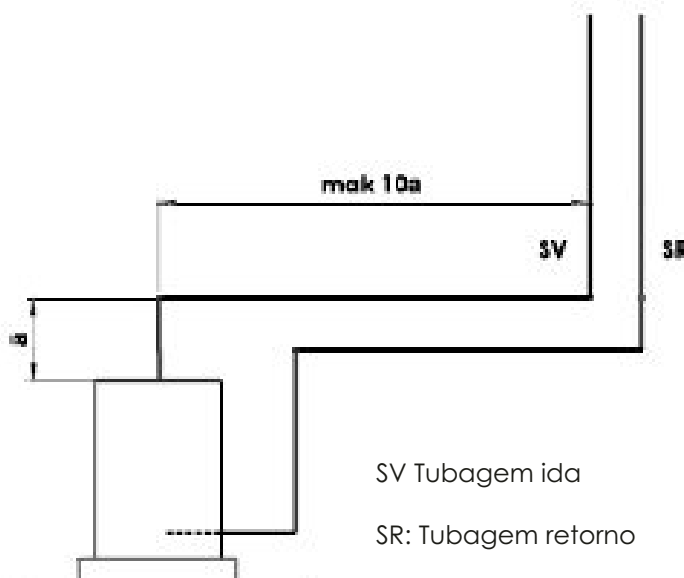 mak 10a
SV
SR
a
SV Tubagem ida
SR: Tubagem retorno